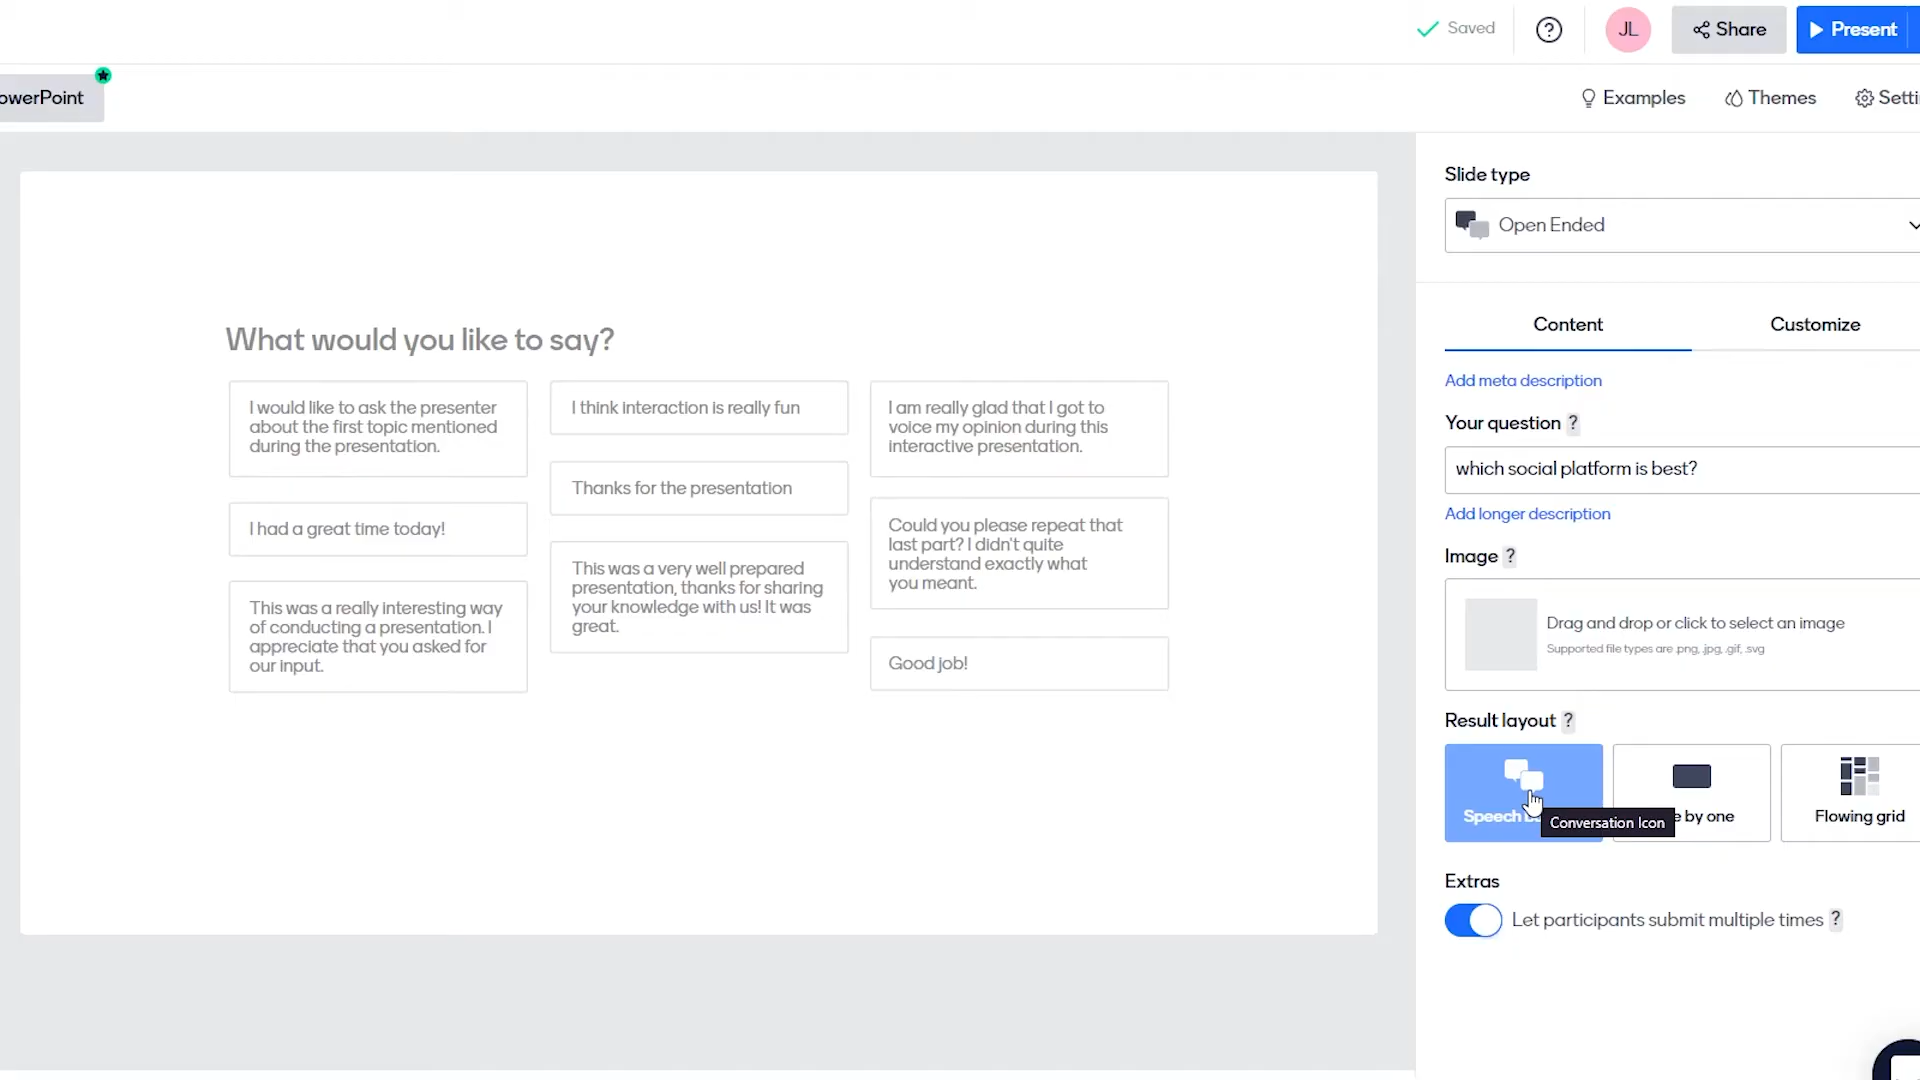 Saved
JL
Share
Present
owerPoint
Examples
Themes
Setti
Slide type
Open Ended
Content
Customize
Add meta description
Your question ?
which social platform is best?
Add longer description
Image ?
Drag and drop or click to select an image
Supported file types are .png, .jpg, .gif, .svg
Result layout ?
Speech
e by one
Flowing grid
Conversation Icon
Extras
Let participants submit multiple times ?
What would you like to say?
I would like to ask the presenter
about the first topic mentioned
during the presentation.
I had a great time today!
This was a really interesting way
of conducting a presentation. I
appreciate that you asked for
our input.
I think interaction is really fun
Thanks for the presentation
This was a very well prepared
presentation, thanks for sharing
your knowledge with us! It was
great.
I am really glad that I got to
voice my opinion during this
interactive presentation.
Could you please repeat that
last part? I didn't quite
understand exactly what
you meant.
Good job!